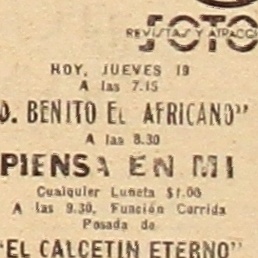 SOTO
REVISTAS Y ATRACC
HOY, JUEVES 19
A las 7.15
D. BENITO EL AFRICANO"
A las 8.30
PIENSA EN MI
Cualquier Luneta $1.00
A las 9.30, Función Corrida
Posada de
"EL CALCETIN ETERNO"